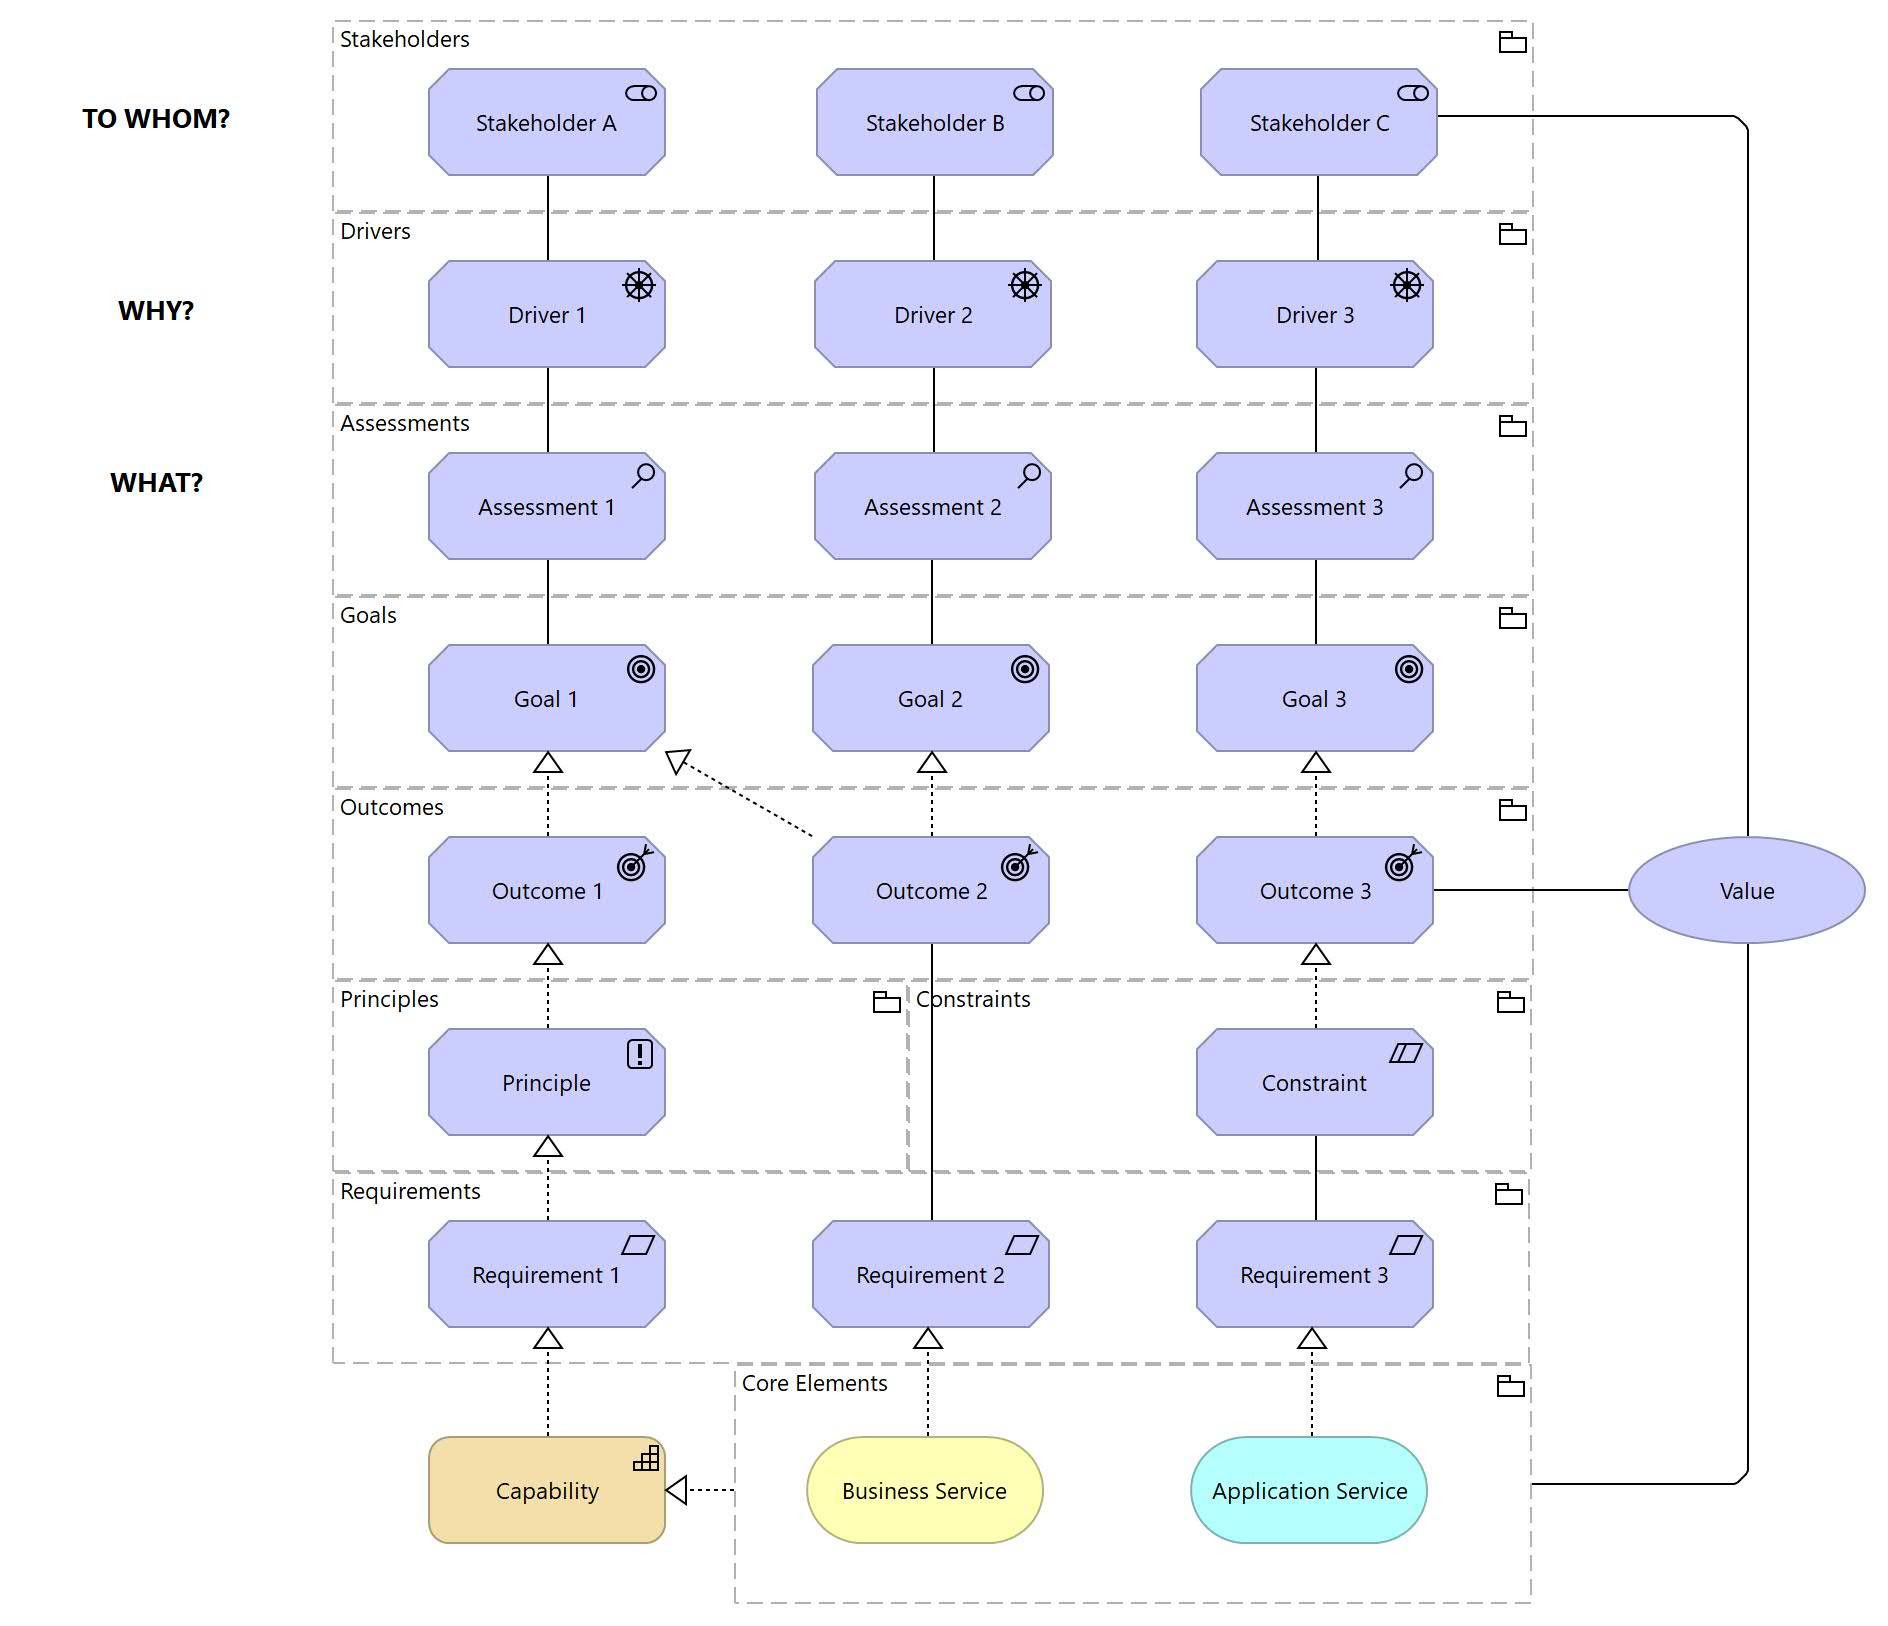 Stakeholders
TO WHOM?
Stakeholder A
Stakeholder B
Stakeholder C
Drivers
WHY?
Driver 1
Driver 2
Driver 3
Assessments
WHAT?
Assessment 1
Assessment 2
Assessment 3
Goals
Goal 1
Goal 2
Goal 3
Outcomes
Outcome 1
Outcome 2
Outcome 3
Value
Principles
Constraints
Principle
Constraint
Requirements
Requirement 1
Requirement 2
Requirement 3
Core Elements
Capability
Business Service
Application Service